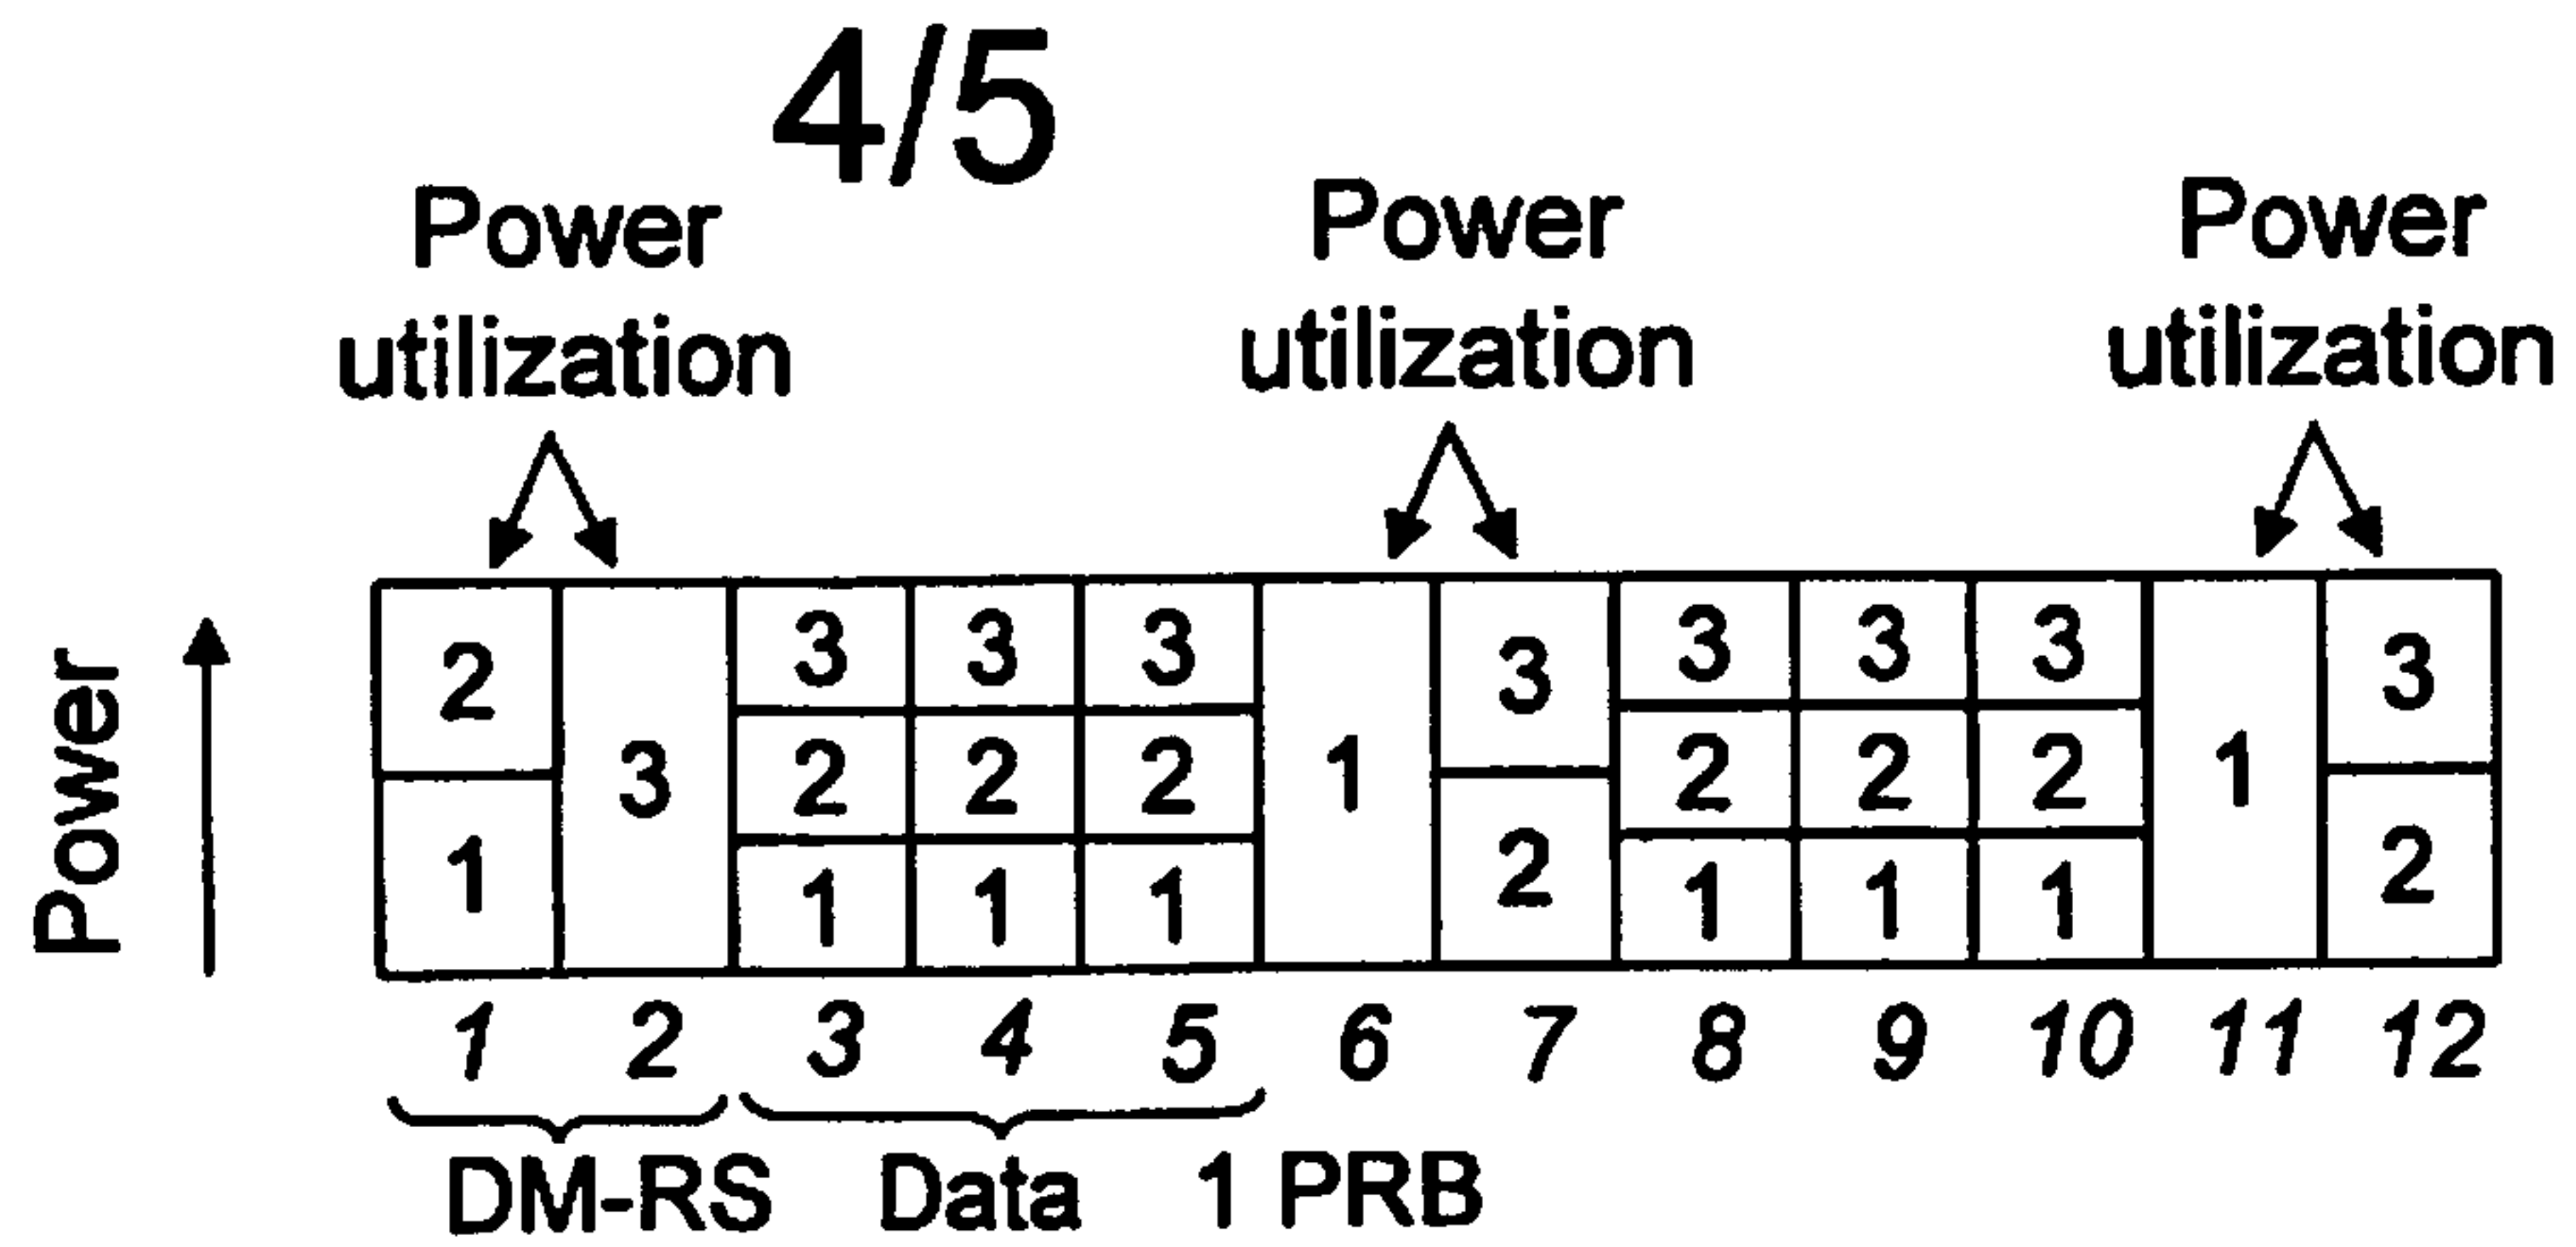 4/5
Power utilization
Power utilization
Power utilization
Power
2 3 3 3 3 1 3 3 3 3 1 3
1 2 2 2 2 2 2 2 2
1 1 1 1 1 1
1 2 3 4 5 6 7 8 9 10 11 12
DM-RS Data 1 PRB